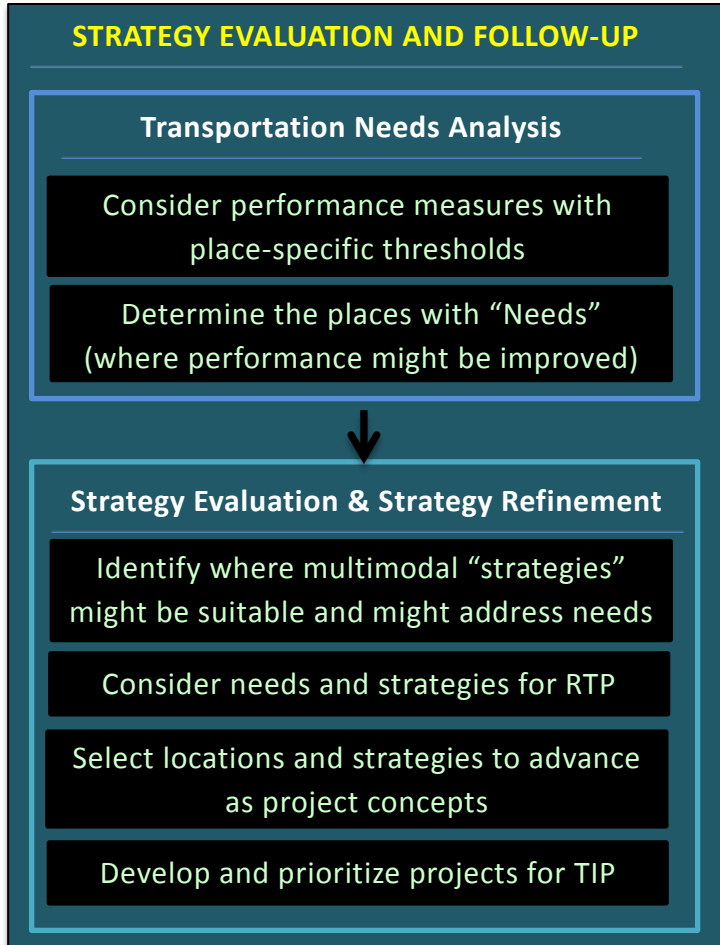 STRATEGY EVALUATION AND FOLLOW-UP
Transportation Needs Analysis
Consider performance measures with
place-specific thresholds
Determine the places with “Needs”
(where performance might be improved)
Strategy Evaluation & Strategy Refinement
Identify where multimodal “strategies”
might be suitable and might address needs
Consider needs and strategies for RTP
Select locations and strategies to advance
as project concepts
Develop and prioritize projects for TIP